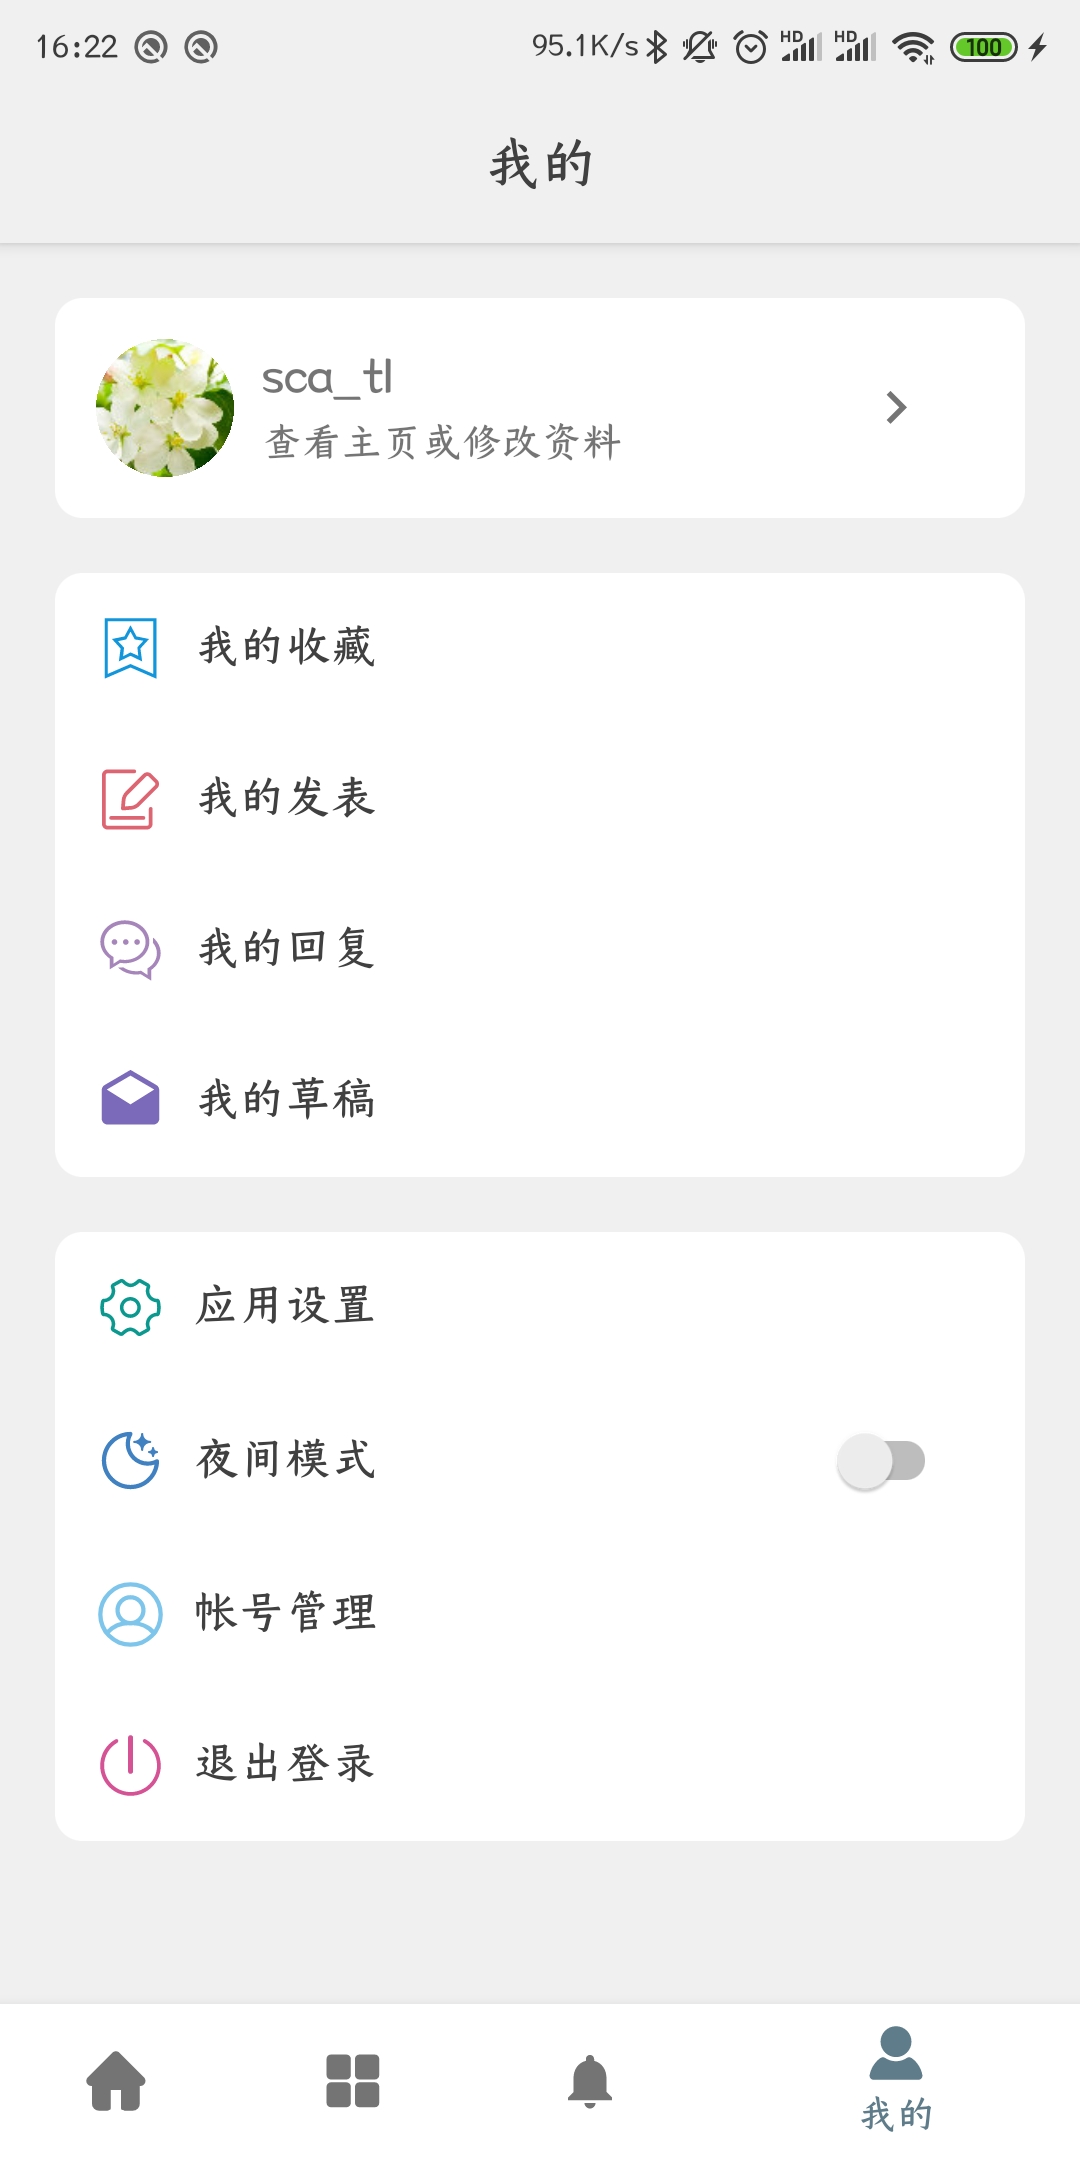 16:22
95.1K/s
HD
HD
100
我的
sca_tl
查看主页或修改资料
我的收藏
我的发表
我的回复
我的草稿
应用设置
夜间模式
帐号管理
退出登录
我的